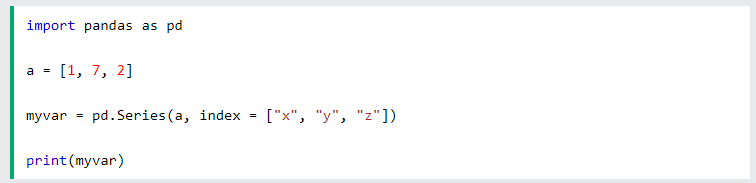 import pandas as pd
a = [1, 7, 2]
myvar = pd.Series(a, index = ["x", "y", "z"])
print(myvar)